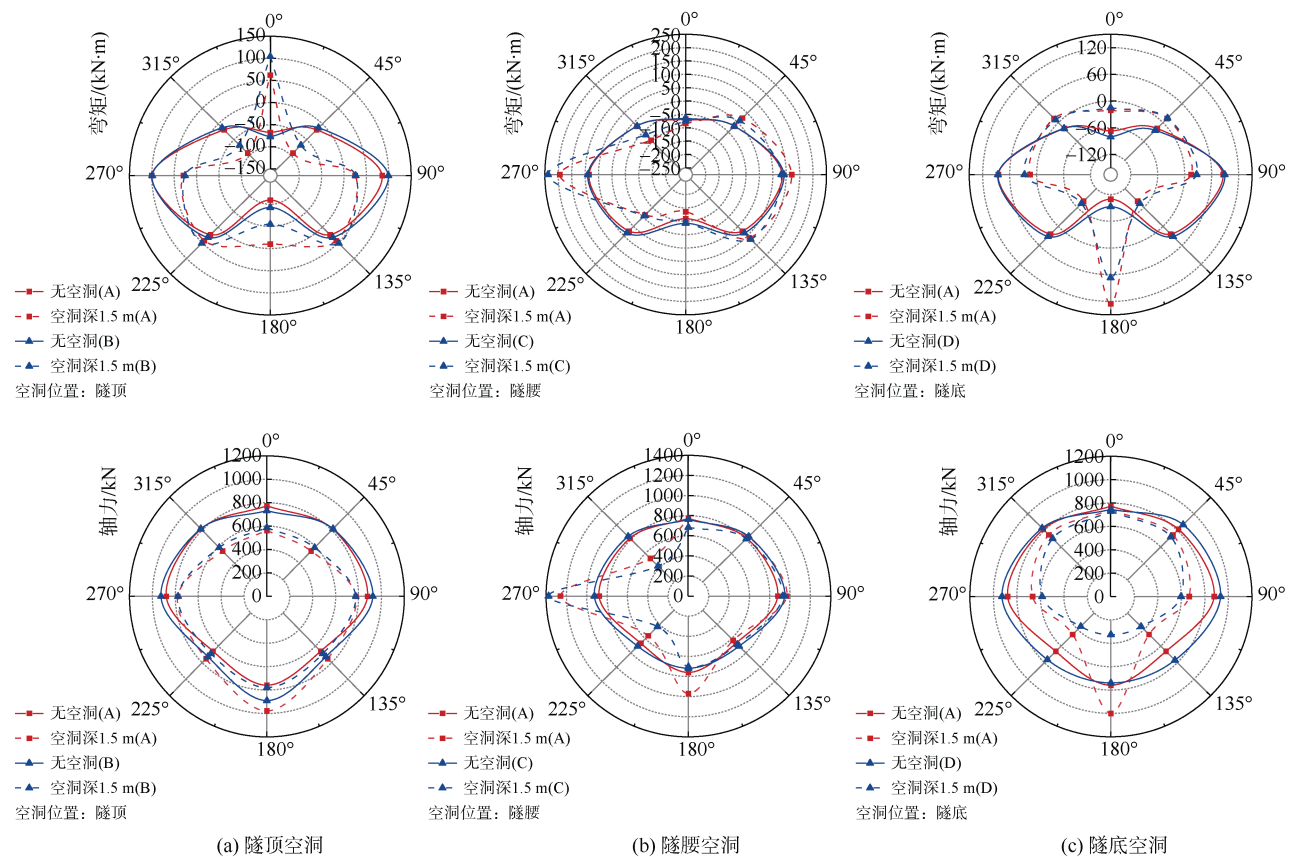 0°
45°
90°
135°
180°
225°
270°
315°
弯矩/(kN·m)
150
100
50
0
−50
−100
−150
无空洞(A)
空洞深1.5 m(A)
无空洞(B)
空洞深1.5 m(B)
空洞位置：隧顶
0°
45°
90°
135°
180°
225°
270°
315°
弯矩/(kN·m)
250
200
150
100
50
0
−50
−100
−150
−200
−250
无空洞(A)
空洞深1.5 m(A)
无空洞(C)
空洞深1.5 m(C)
空洞位置：隧腰
0°
45°
90°
135°
180°
225°
270°
315°
弯矩/(kN·m)
120
60
0
−60
−120
无空洞(A)
空洞深1.5 m(A)
无空洞(D)
空洞深1.5 m(D)
空洞位置：隧底
0°
45°
90°
135°
180°
225°
270°
315°
轴力/kN
1200
1000
800
600
400
200
0
无空洞(A)
空洞深1.5 m(A)
无空洞(B)
空洞深1.5 m(B)
空洞位置：隧顶
(a) 隧顶空洞
0°
45°
90°
135°
180°
225°
270°
315°
轴力/kN
1400
1200
1000
800
600
400
200
0
无空洞(A)
空洞深1.5 m(A)
无空洞(C)
空洞深1.5 m(C)
空洞位置：隧腰
(b) 隧腰空洞
0°
45°
90°
135°
180°
225°
270°
315°
轴力/kN
1200
1000
800
600
400
200
0
无空洞(A)
空洞深1.5 m(A)
无空洞(D)
空洞深1.5 m(D)
空洞位置：隧底
(c) 隧底空洞